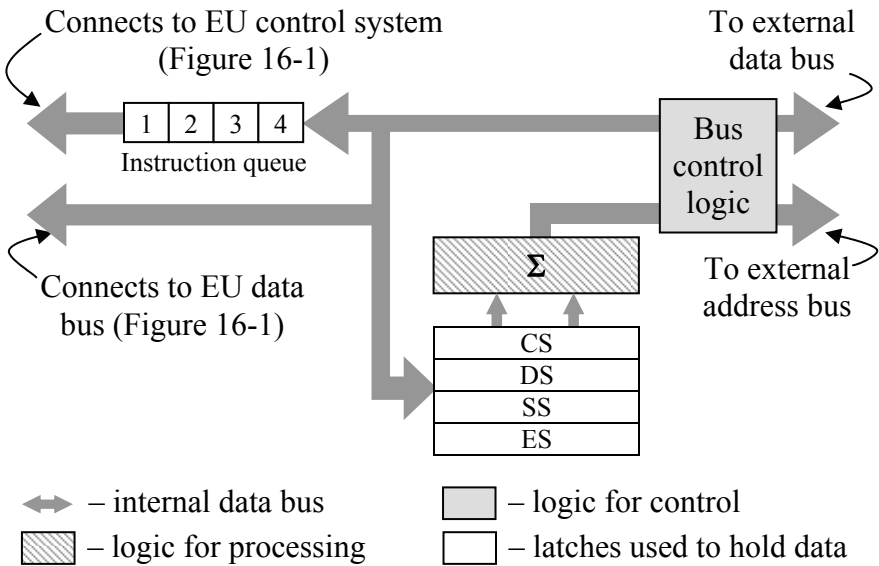 Connects to EU control system
(Figure 16-1)
To external
data bus
1 2 3 4
Instruction queue
Bus
control
logic
Σ
Connects to EU data
bus (Figure 16-1)
To external
address bus
CS
DS
SS
ES
– internal data bus
– logic for control
– logic for processing
– latches used to hold data